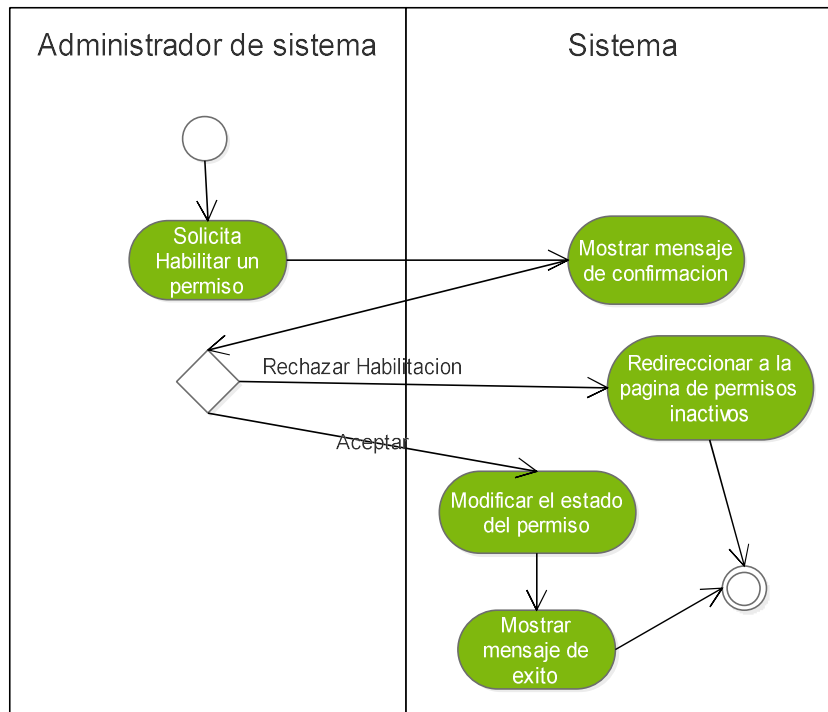 Administrador de sistema
Sistema
Solicita
Habilitar un
permiso
Mostrar mensaje
de confirmacion
Rechazar Habilitacion
Redireccionar a la
pagina de permisos
inactivos
Aceptar
Modificar el estado
del permiso
Mostrar
mensaje de
exito